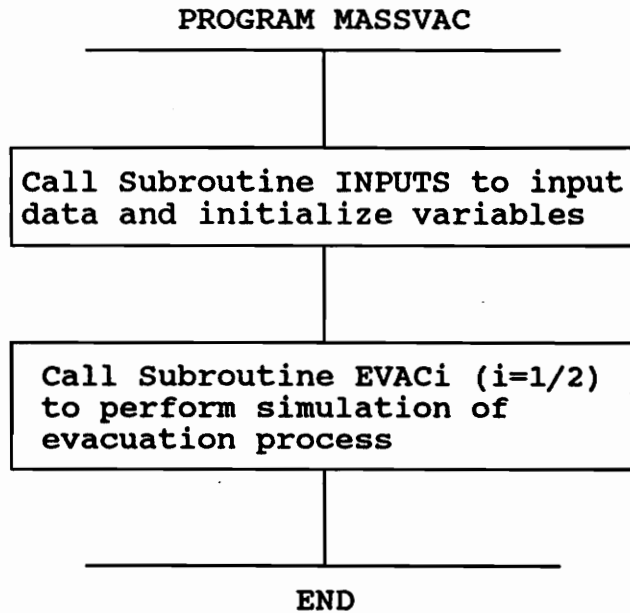 PROGRAM MASSVAC
Call Subroutine INPUTS to input
data and initialize variables
Call Subroutine EVACi (i=1/2)
to perform simulation of
evacuation process
END